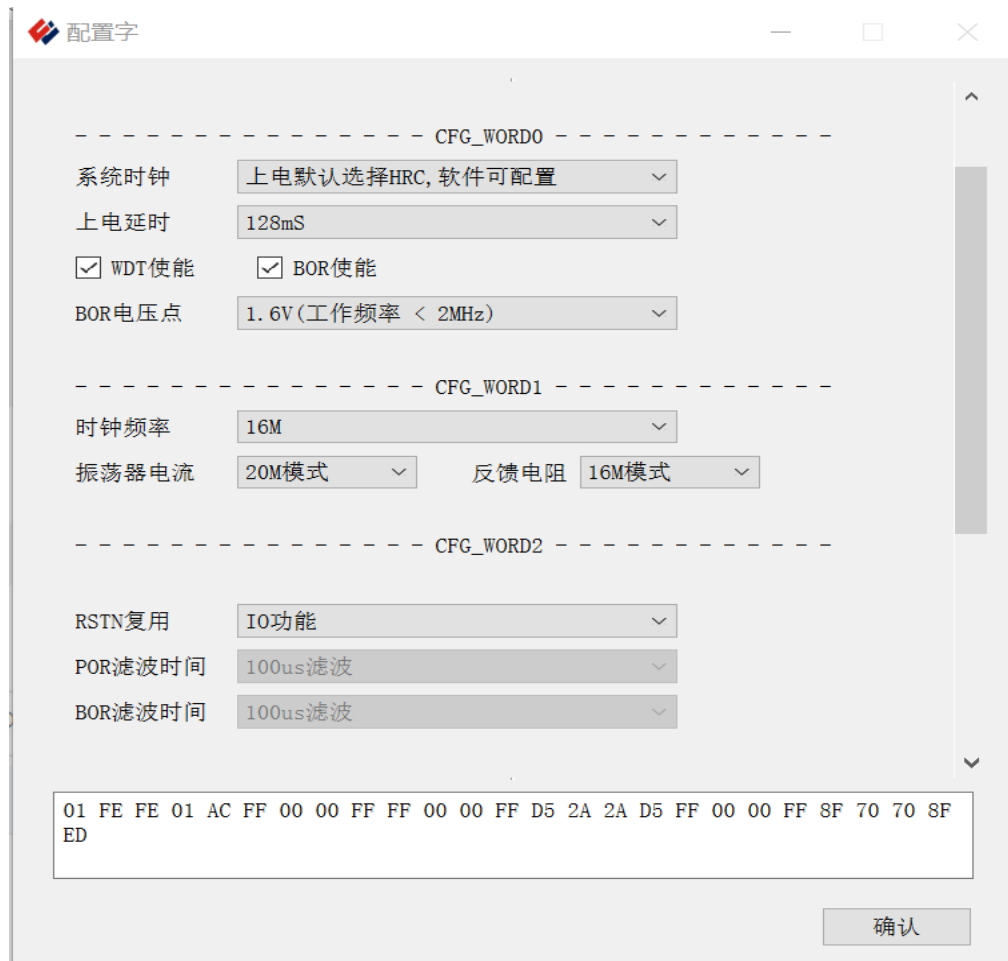 配置字
- - - - - - - - - - - - - - - CFG_WORD0 - - - - - - - - - - - -
系统时钟 上电默认选择HRC,软件可配置
上电延时 128mS
WDT使能 BOR使能
BOR电压点 1.6V(工作频率 < 2MHz)
- - - - - - - - - - - - - - - CFG_WORD1 - - - - - - - - - - - -
时钟频率 16M
振荡器电流 20M模式 反馈电阻 16M模式
- - - - - - - - - - - - - - - CFG_WORD2 - - - - - - - - - - - -
RSTN复用 IO功能
POR滤波时间 100us滤波
BOR滤波时间 100us滤波
01 FE FE 01 AC FF 00 00 FF FF 00 00 FF D5 2A 2A D5 FF 00 00 FF 8F 70 70 8F
ED
确认